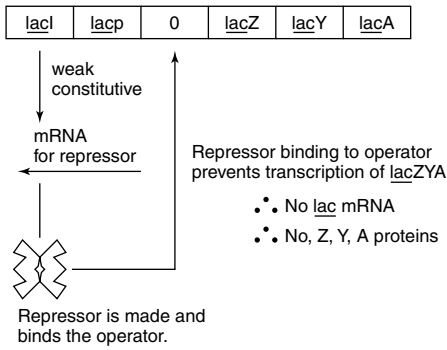 lacI lacp 0 lacZ lacY lacA
weak
constitutive
mRNA
for repressor
Repressor binding to operator
prevents transcription of lacZYA
∴ No lac mRNA
∴ No, Z, Y, A proteins
Repressor is made and
binds the operator.